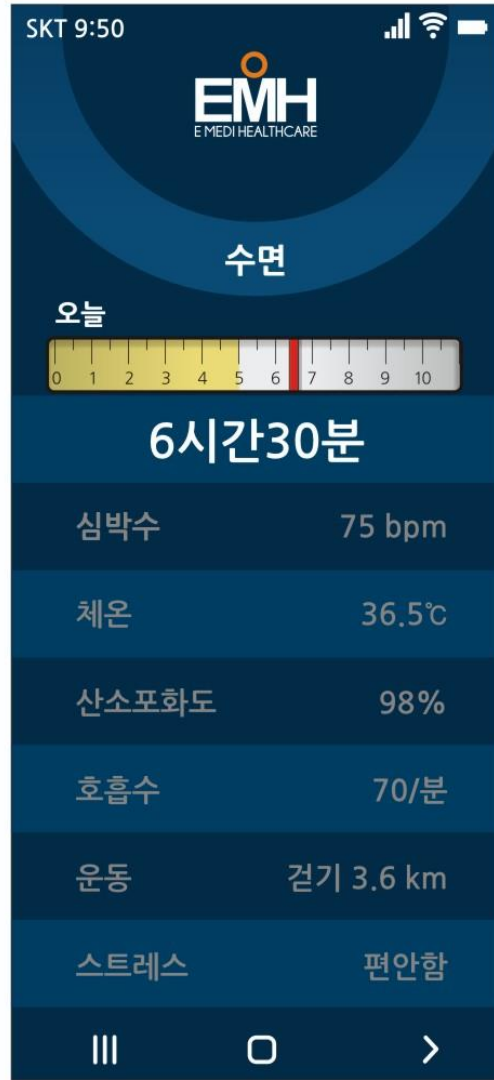 SKT 9:50
EMH
E MEDI HEALTHCARE
수면
오늘
0 1 2 3 4 5 6 7 8 9 10
6시간30분
심박수 75 bpm
체온 36.5℃
산소포화도 98%
호흡수 70/분
운동 걷기 3.6 km
스트레스 편안함